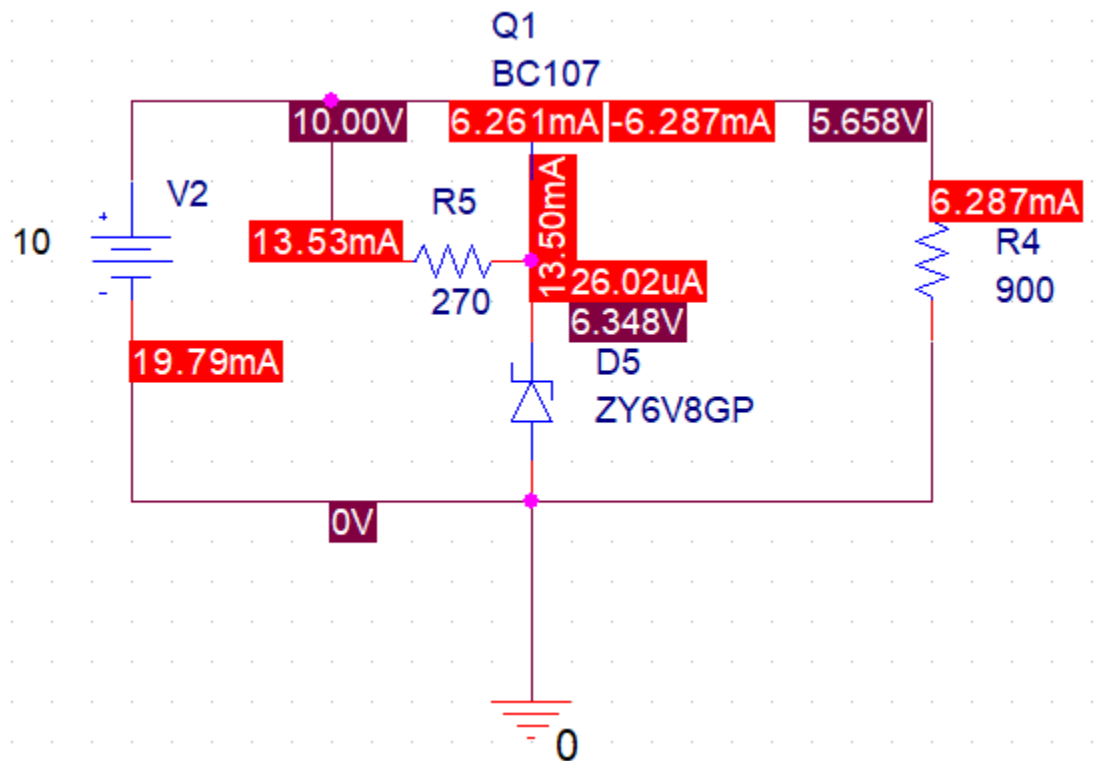 Q1
BC107
10.00V
6.261mA
-6.287mA
5.658V
V2
+
10
-
R5
13.53mA
270
13.50mA
26.02uA
6.348V
6.287mA
R4
900
19.79mA
D5
ZY6V8GP
0V
0